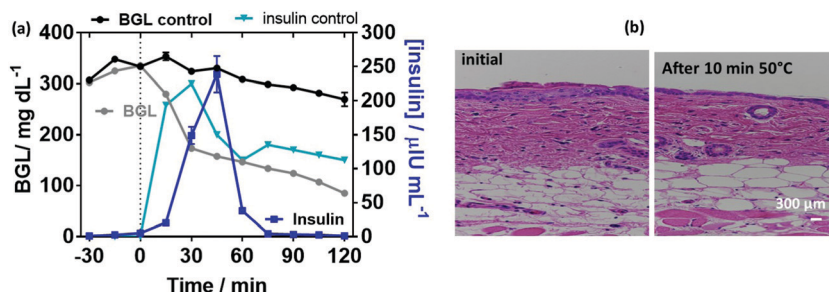 (a)
BGL control
insulin control
BGL/ mg dL⁻¹
400
300
200
100
0
BGL
Insulin
300
250
200
150
100
50
0
[insulin] / µIU mL⁻¹
-30 0 30 60 90 120
Time / min
(b)
initial
After 10 min 50°C
300 µm